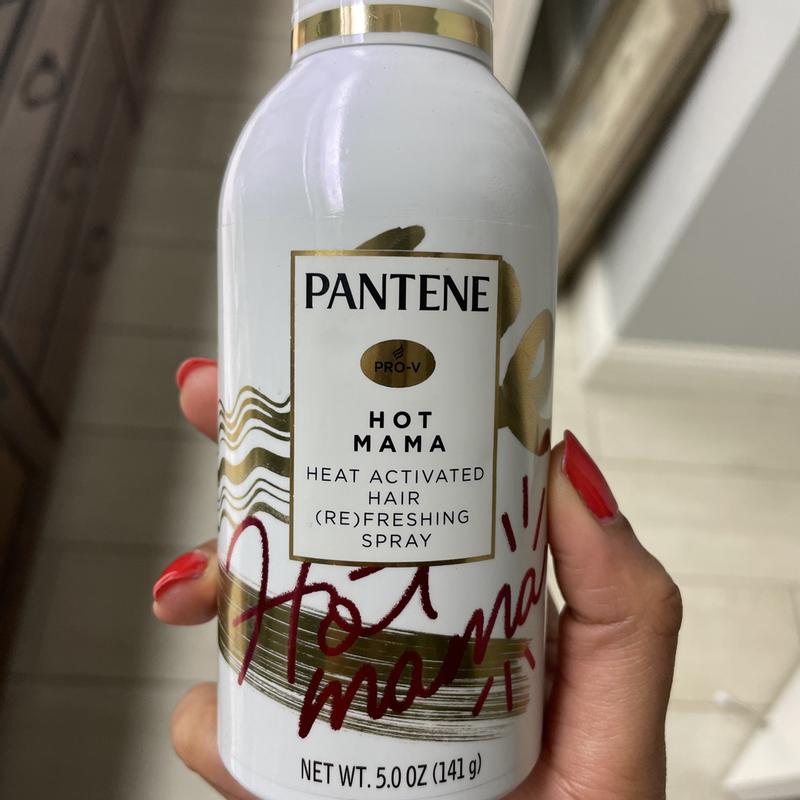 PANTENE
PRO-V
HOT
MAMA
HEAT ACTIVATED
HAIR
(RE)FRESHING
SPRAY
Hot
mama
NET WT. 5.0 OZ (141 g)